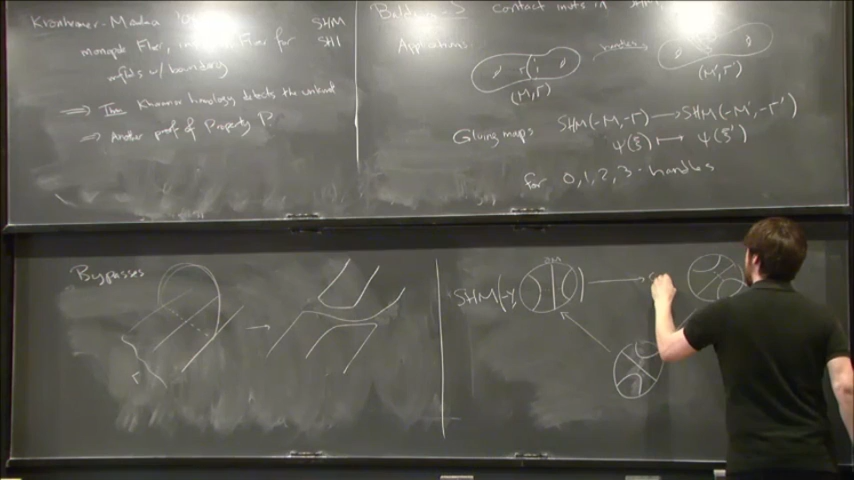 Kronheimer-Mrowka
SHM
monopole Floer, Floer for SHI
mflds w/ boundary
⟹ Thm Khovanov homology detects the unknot
⟹ Another proof of Property P
S contact invts in SHM
Applications:
handles
(M,Γ)
(M',Γ')
Gluing maps SHM(-M,-Γ) → SHM(-M',-Γ')
ψ(ξ) ↦ ψ(ξ')
for 0,1,2,3-handles
Bypasses
Γ
SHM(-Y,